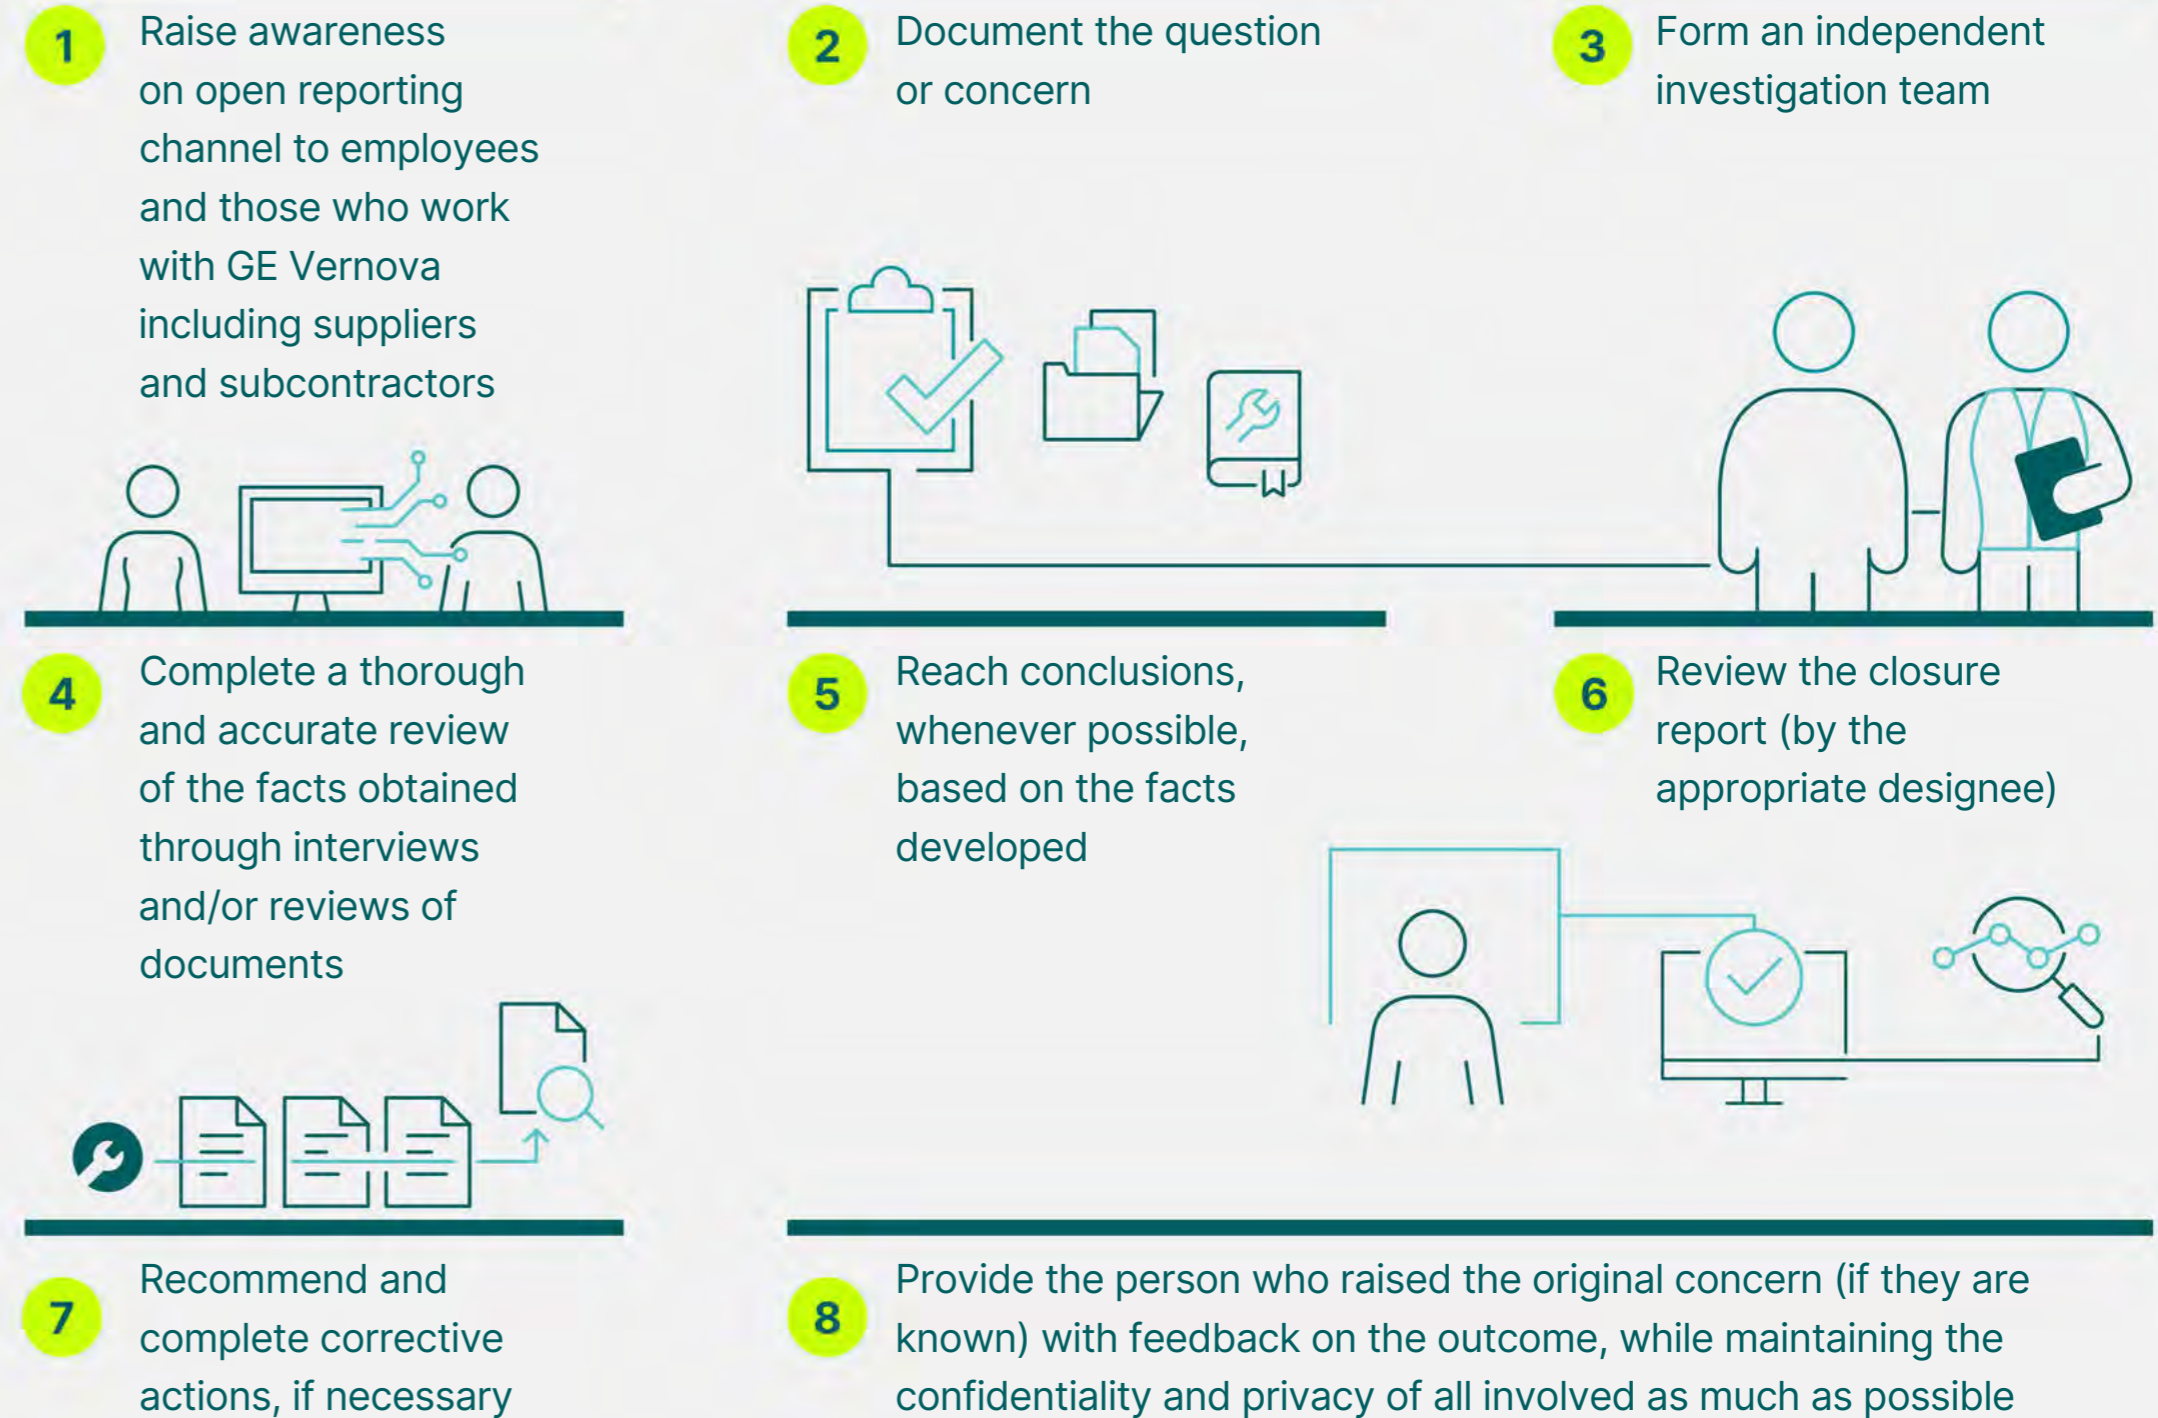 1
Raise awareness
on open reporting
channel to employees
and those who work
with GE Vernova
including suppliers
and subcontractors
2
Document the question
or concern
3
Form an independent
investigation team
4
Complete a thorough
and accurate review
of the facts obtained
through interviews
and/or reviews of
documents
5
Reach conclusions,
whenever possible,
based on the facts
developed
6
Review the closure
report (by the
appropriate designee)
7
Recommend and
complete corrective
actions, if necessary
8
Provide the person who raised the original concern (if they are
known) with feedback on the outcome, while maintaining the
confidentiality and privacy of all involved as much as possible